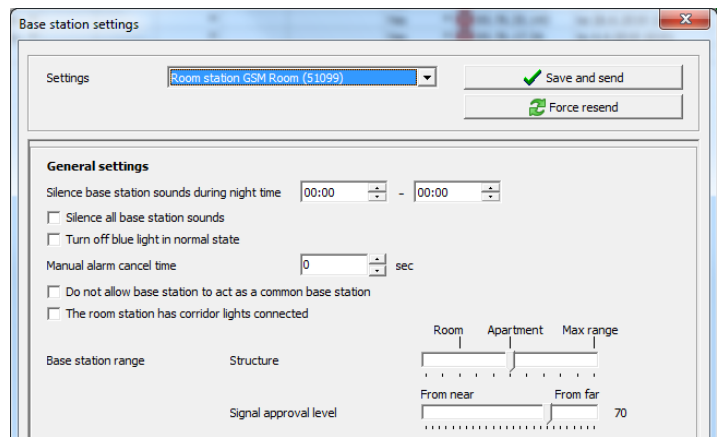 Base station settings
Settings
Room station GSM Room (51099)
Save and send
Force resend
General settings
Silence base station sounds during night time 00:00 - 00:00
Silence all base station sounds
Turn off blue light in normal state
Manual alarm cancel time 0 sec
Do not allow base station to act as a common base station
The room station has corridor lights connected
Room Apartment Max range
Base station range Structure
From near From far
Signal approval level 70